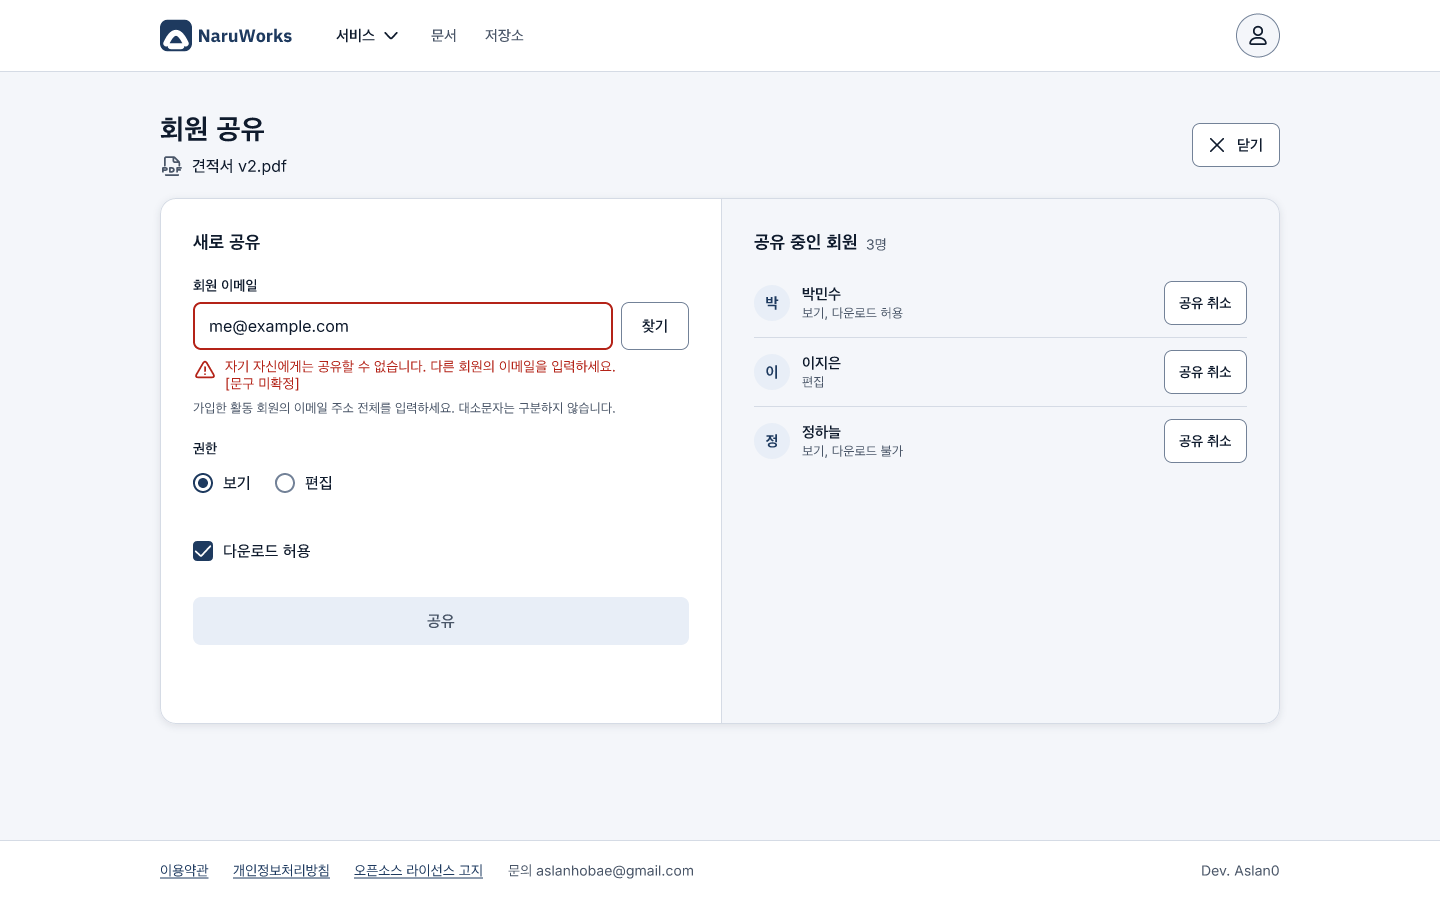 NaruWorks
서비스
문서
저장소
회원 공유
PDF
견적서 v2.pdf
닫기
새로 공유
회원 이메일
me@example.com
찾기
자기 자신에게는 공유할 수 없습니다. 다른 회원의 이메일을 입력하세요.
[문구 미확정]
가입한 활동 회원의 이메일 주소 전체를 입력하세요. 대소문자는 구분하지 않습니다.
권한
보기
편집
다운로드 허용
공유
공유 중인 회원 3명
박
박민수
보기, 다운로드 허용
공유 취소
이
이지은
편집
공유 취소
정
정하늘
보기, 다운로드 불가
공유 취소
이용약관
개인정보처리방침
오픈소스 라이선스 고지
문의 aslanhobae@gmail.com
Dev. Aslan0